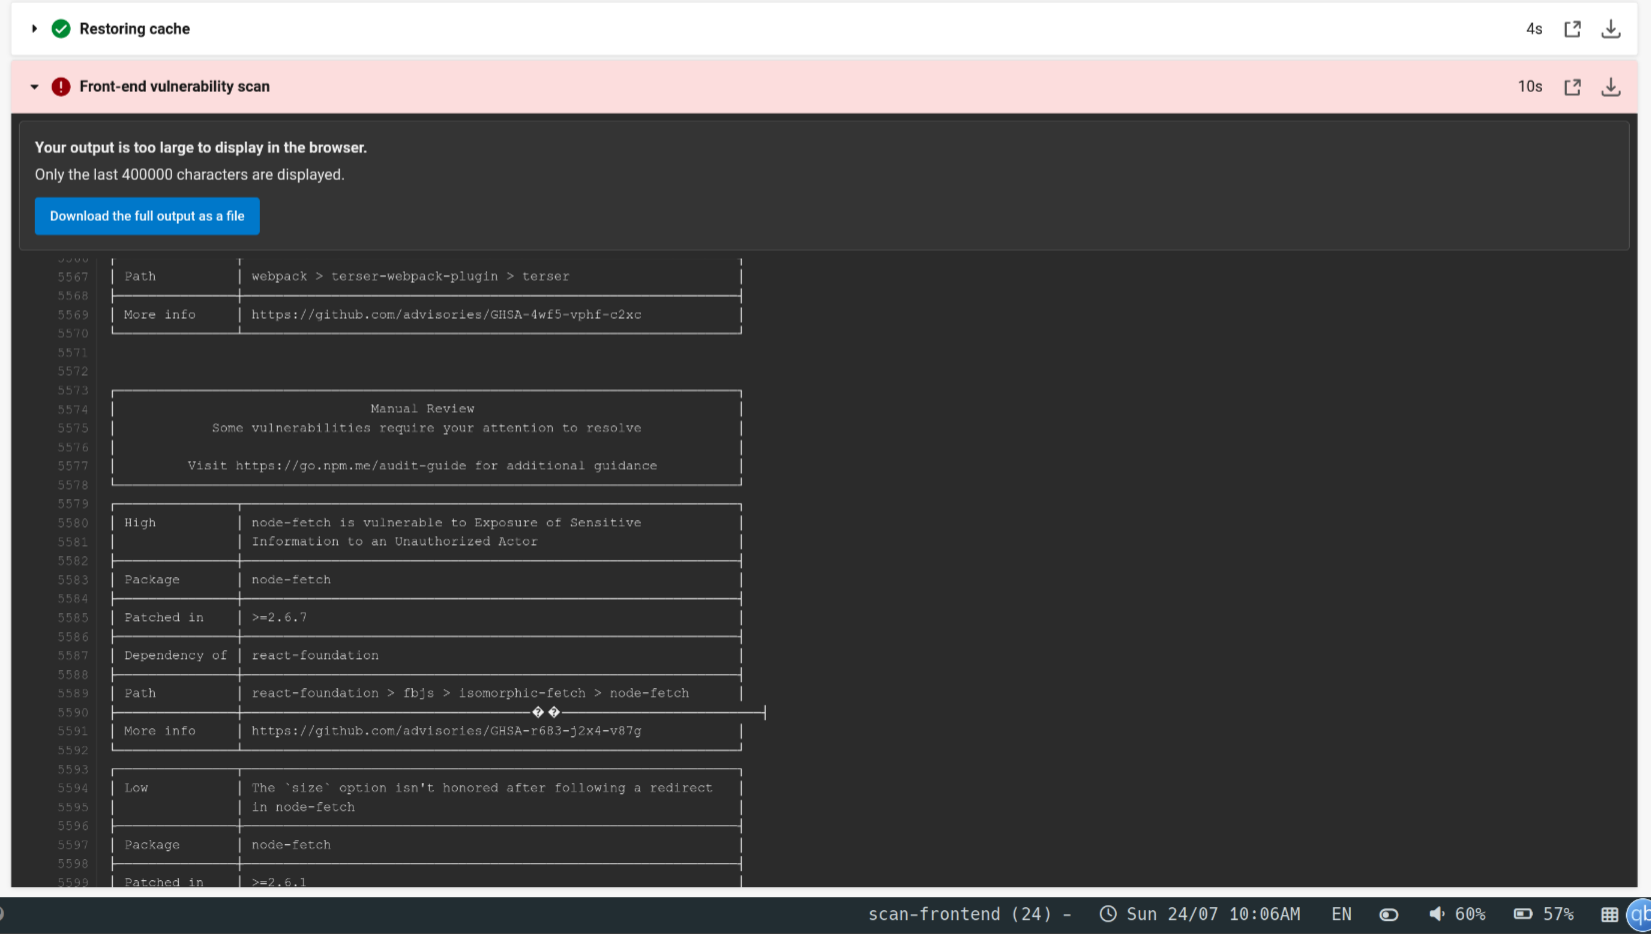 Restoring cache 4s
Front-end vulnerability scan 10s
Your output is too large to display in the browser.
Only the last 400000 characters are displayed.
Download the full output as a file
5566
5567 Path webpack > terser-webpack-plugin > terser
5568
5569 More info https://github.com/advisories/GHSA-4wf5-vphf-c2xc
5570
5571
5572
5573
5574 Manual Review
5575 Some vulnerabilities require your attention to resolve
5576
5577 Visit https://go.npm.me/audit-guide for additional guidance
5578
5579
5580 High node-fetch is vulnerable to Exposure of Sensitive
5581 Information to an Unauthorized Actor
5582
5583 Package node-fetch
5584
5585 Patched in >=2.6.7
5586
5587 Dependency of react-foundation
5588
5589 Path react-foundation > fbjs > isomorphic-fetch > node-fetch
5590 ��
5591 More info https://github.com/advisories/GHSA-r683-j2x4-v87g
5592
5593
5594 Low The `size` option isn't honored after following a redirect
5595 in node-fetch
5596
5597 Package node-fetch
5598
5599 Patched in >=2.6.1
scan-frontend (24) - Sun 24/07 10:06AM EN 60% 57% qb